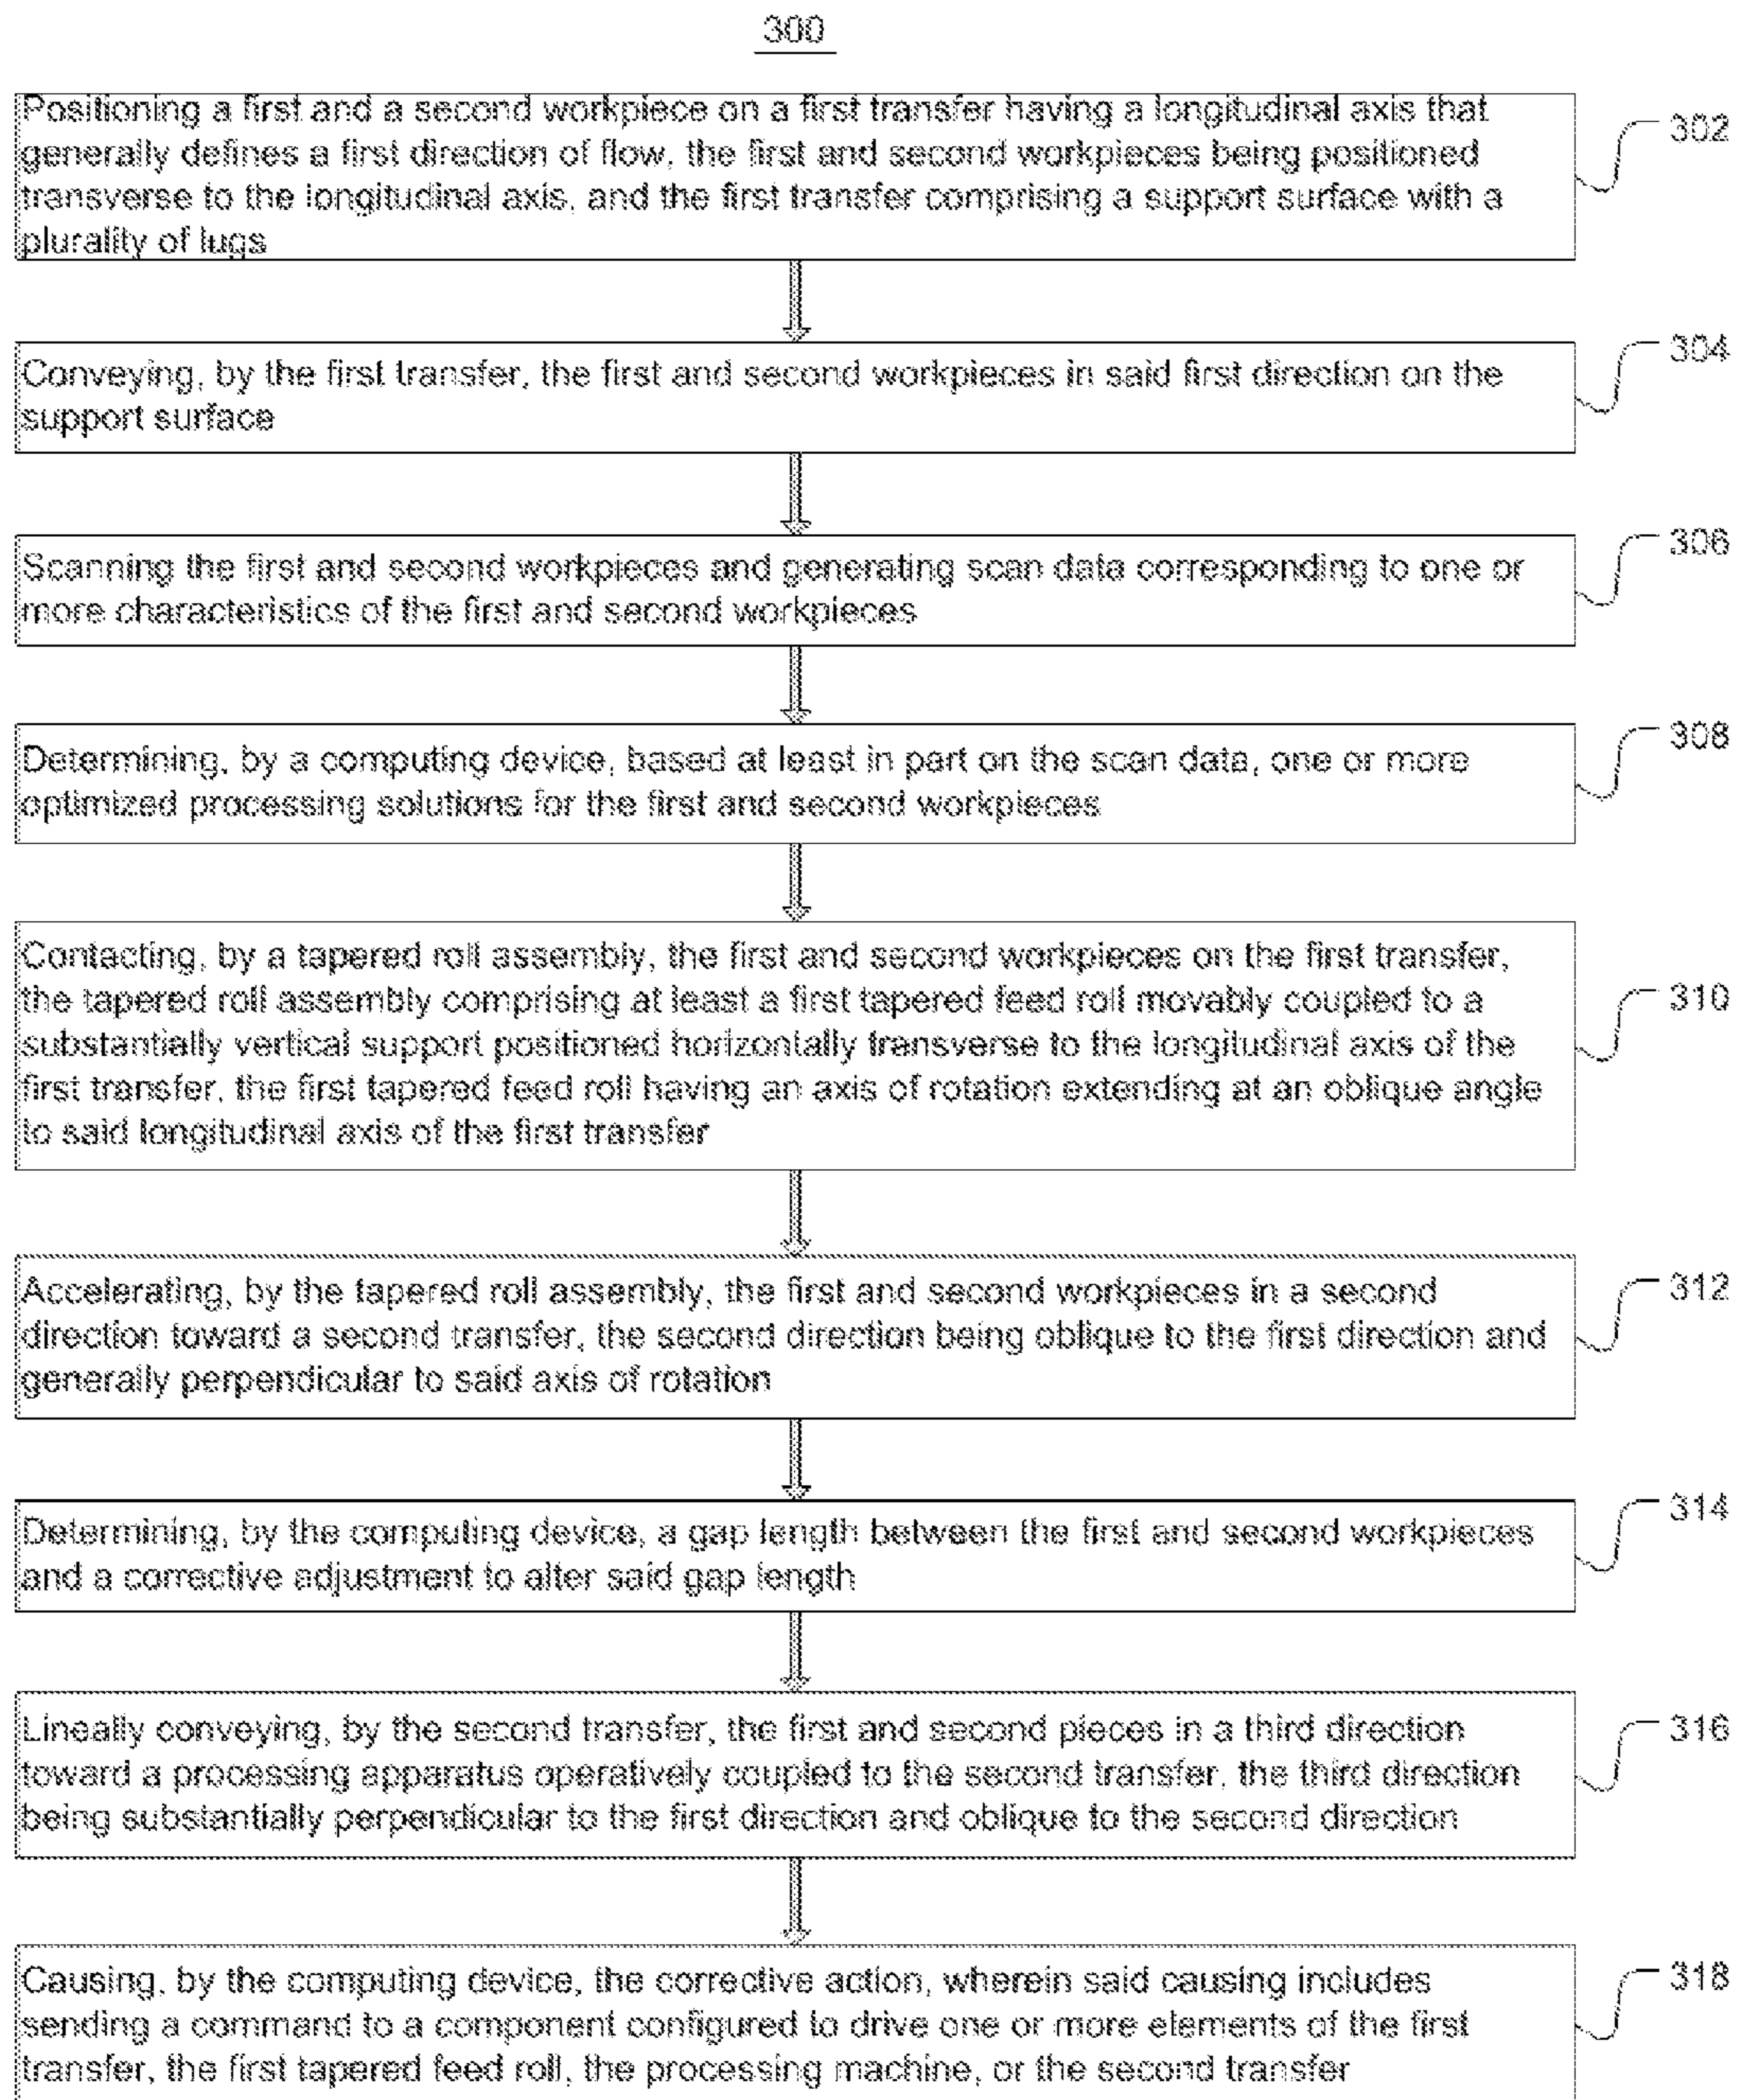 300
Positioning a first and a second workpiece on a first transfer having a longitudinal axis that
generally defines a first direction of flow, the first and second workpieces being positioned
transverse to the longitudinal axis, and the first transfer comprising a support surface with a
plurality of lugs
302
Conveying, by the first transfer, the first and second workpieces in said first direction on the
support surface
304
Scanning the first and second workpieces and generating scan data corresponding to one or
more characteristics of the first and second workpieces
306
Determining, by a computing device, based at least in part on the scan data, one or more
optimized processing solutions for the first and second workpieces
308
Contacting, by a tapered roll assembly, the first and second workpieces on the first transfer,
the tapered roll assembly comprising at least a first tapered feed roll movably coupled to a
substantially vertical support positioned horizontally transverse to the longitudinal axis of the
first transfer, the first tapered feed roll having an axis of rotation extending at an oblique angle
to said longitudinal axis of the first transfer
310
Accelerating, by the tapered roll assembly, the first and second workpieces in a second
direction toward a second transfer, the second direction being oblique to the first direction and
generally perpendicular to said axis of rotation
312
Determining, by the computing device, a gap length between the first and second workpieces
and a corrective adjustment to alter said gap length
314
Lineally conveying, by the second transfer, the first and second pieces in a third direction
toward a processing apparatus operatively coupled to the second transfer, the third direction
being substantially perpendicular to the first direction and oblique to the second direction
316
Causing, by the computing device, the corrective action, wherein said causing includes
sending a command to a component configured to drive one or more elements of the first
transfer, the first tapered feed roll, the processing machine, or the second transfer
318